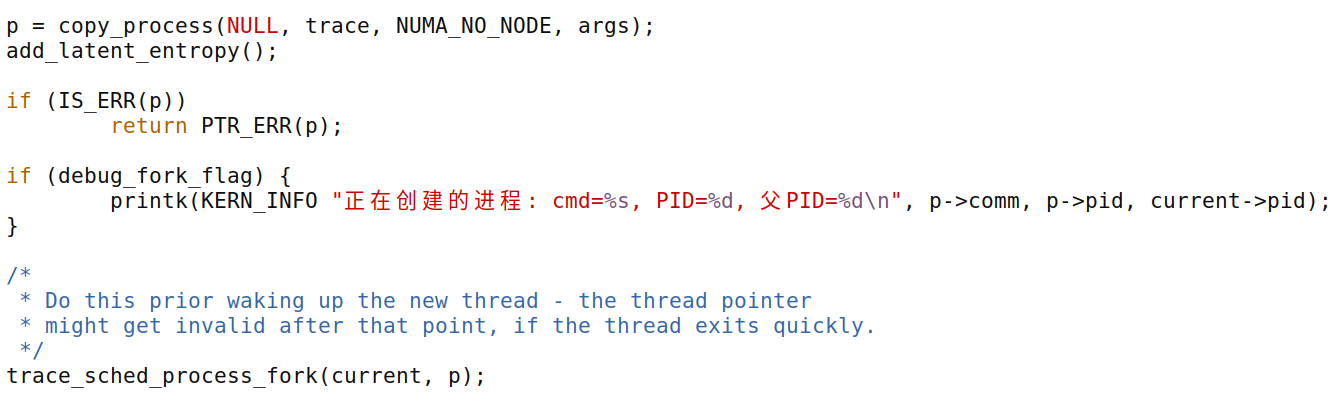 p = copy_process(NULL, trace, NUMA_NO_NODE, args);
add_latent_entropy();

if (IS_ERR(p))
        return PTR_ERR(p);

if (debug_fork_flag) {
        printk(KERN_INFO "正在创建的进程: cmd=%s, PID=%d, 父PID=%d\n", p->comm, p->pid, current->pid);
}

/*
 * Do this prior waking up the new thread - the thread pointer
 * might get invalid after that point, if the thread exits quickly.
 */
trace_sched_process_fork(current, p);